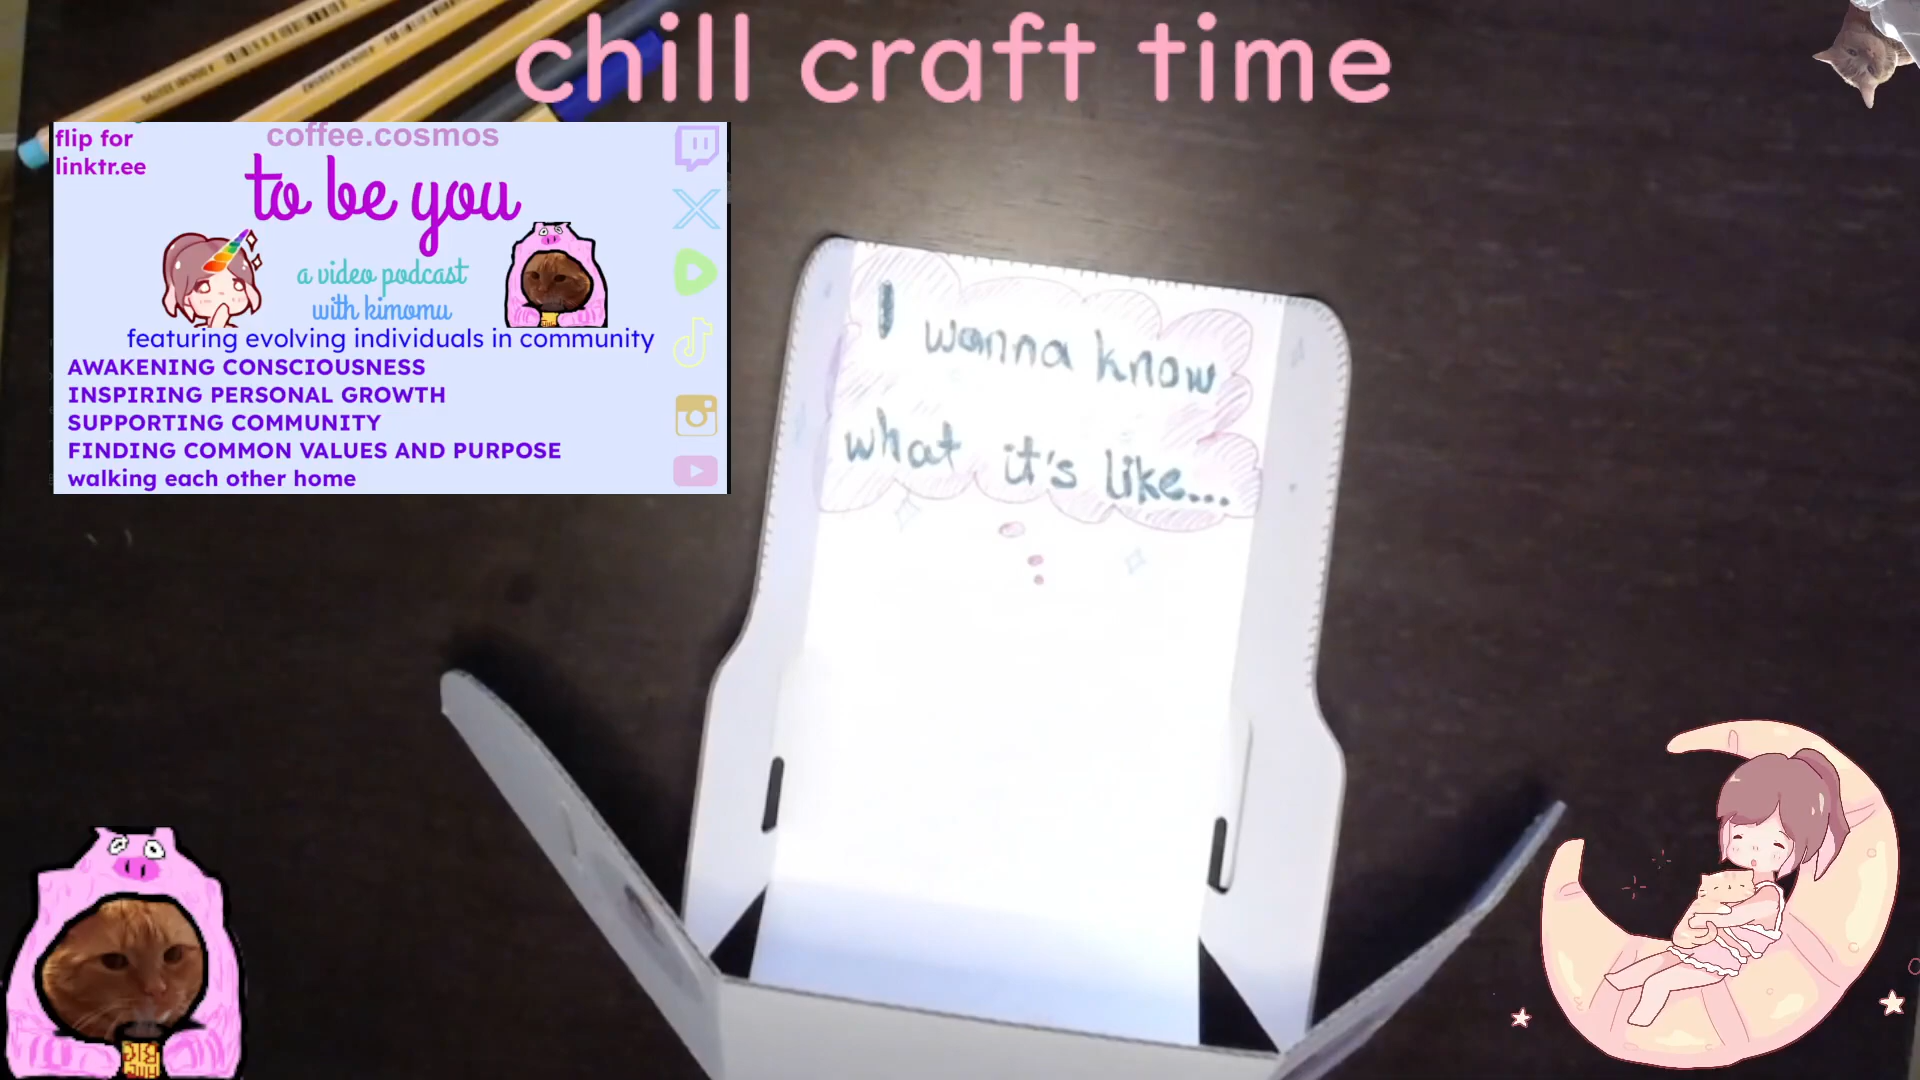 chill craft time
flip for
linktr.ee
coffee.cosmos
to be you
a video podcast
with kimomu
featuring evolving individuals in community
AWAKENING CONSCIOUSNESS
INSPIRING PERSONAL GROWTH
SUPPORTING COMMUNITY
FINDING COMMON VALUES AND PURPOSE
walking each other home
I wanna know
what it's like...